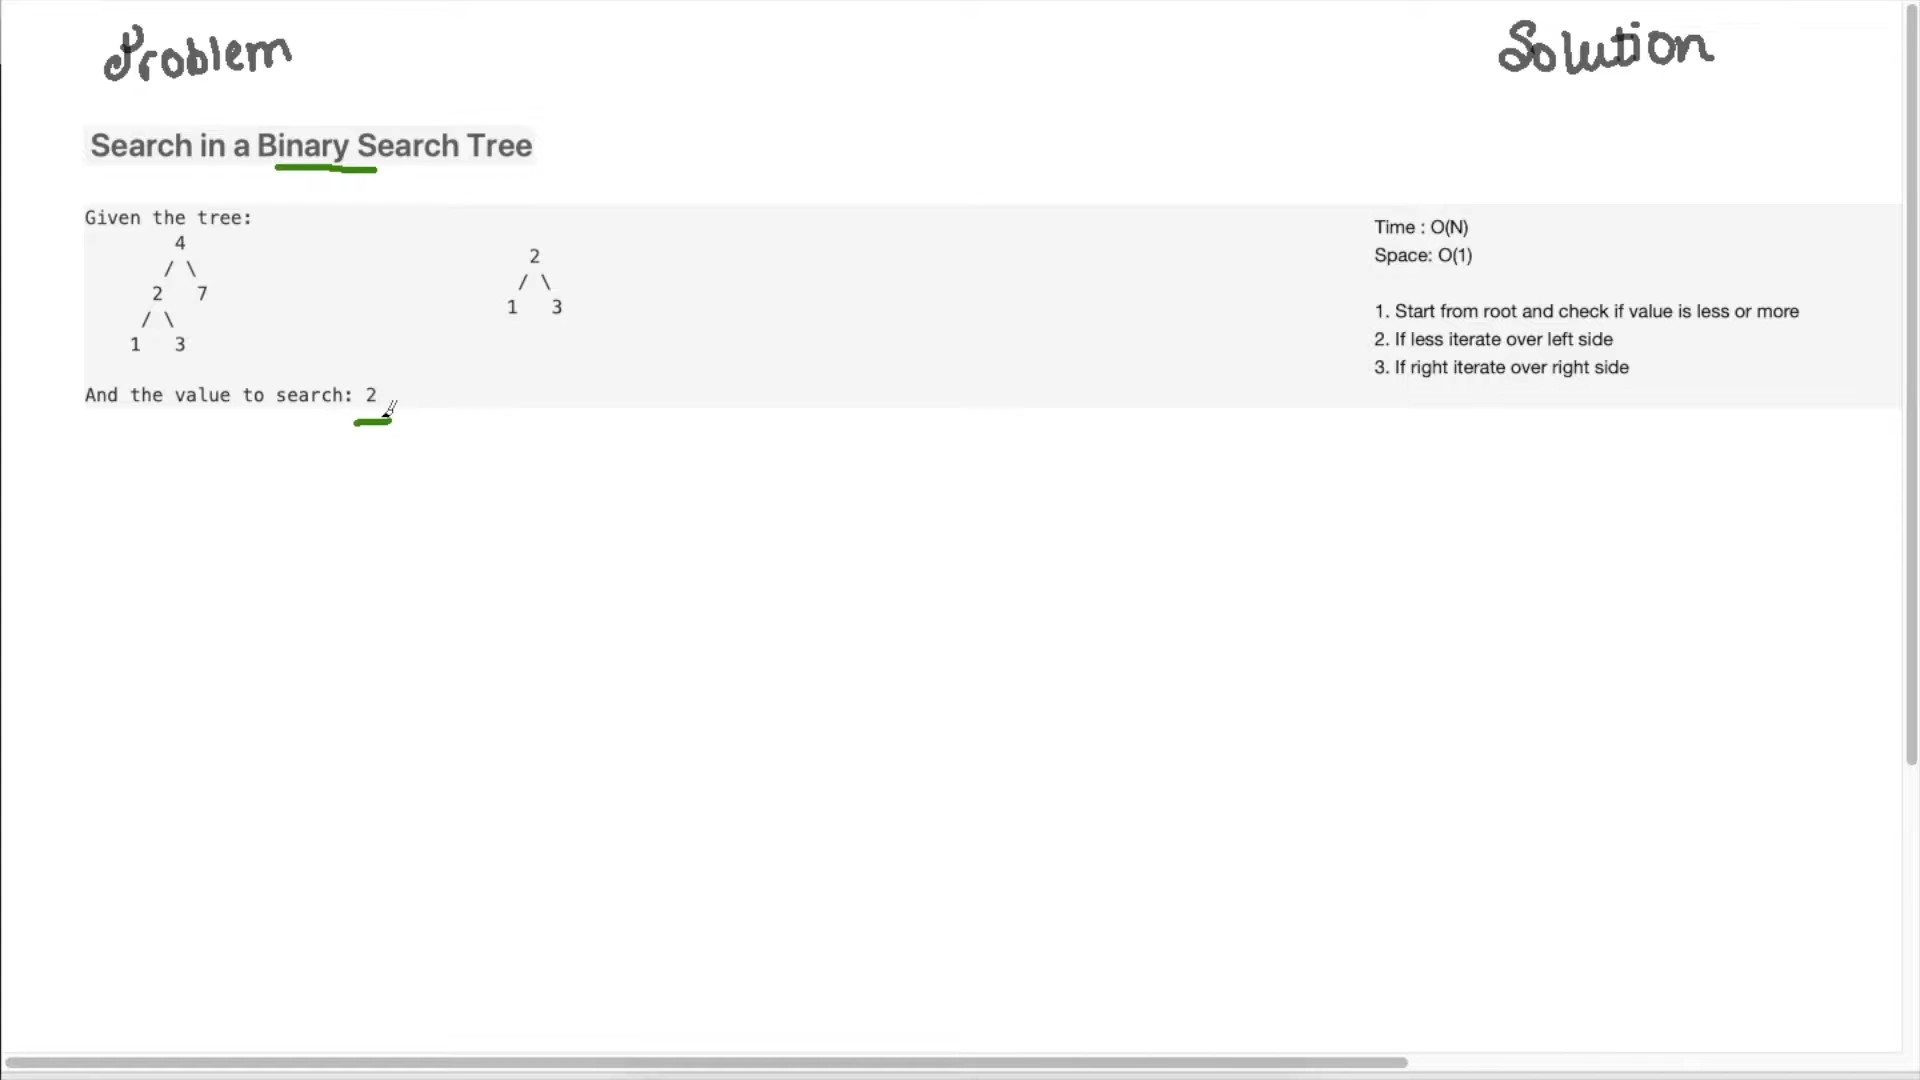 Problem
Solution
Search in a Binary Search Tree
Given the tree:
4
/ \
2 7
/ \
1 3
And the value to search: 2
2
/ \
1 3
Time : O(N)
Space: O(1)
1. Start from root and check if value is less or more
2. If less iterate over left side
3. If right iterate over right side